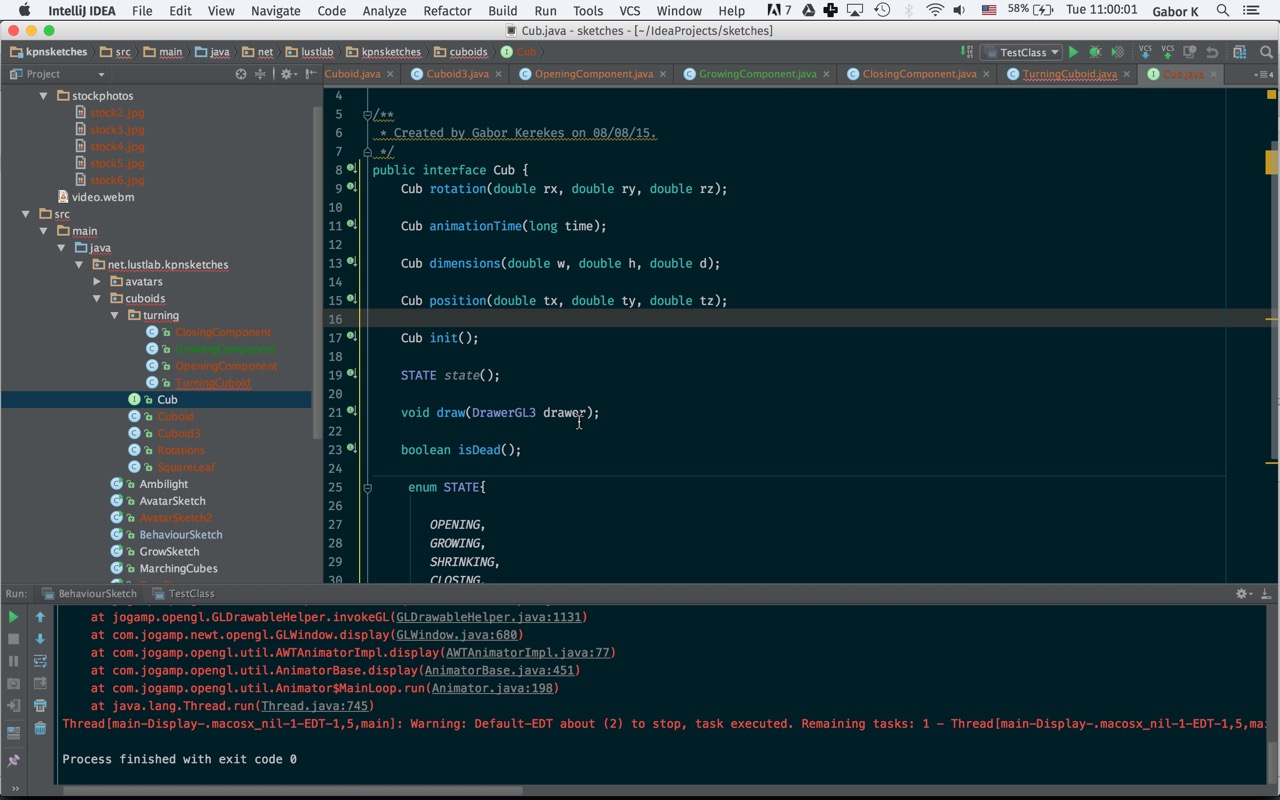 IntelliJ IDEA File Edit View Navigate Code Analyze Refactor Build Run Tools VCS Window Help 7 58% Tue 11:00:01 Gabor K
Cub.java - sketches - [~/IdeaProjects/sketches]
kpnsketches src main java net lustlab kpnsketches cuboids Cub TestClass VCS VCS
Project Cuboid.java Cuboid3.java OpeningComponent.java GrowingComponent.java ClosingComponent.java TurningCuboid.java Cub.java 4
stockphotos
stock2.jpg
stock3.jpg
stock4.jpg
stock5.jpg
stock6.jpg
video.webm
src
main
java
net.lustlab.kpnsketches
avatars
cuboids
turning
ClosingComponent
GrowingComponent
OpeningComponent
TurningCuboid
Cub
Cuboid
Cuboid3
Rotations
SquareLeaf
Ambilight
AvatarSketch
AvatarSketch2
BehaviourSketch
GrowSketch
MarchingCubes
4
5 /**
6 * Created by Gabor Kerekes on 08/08/15.
7 */
8 public interface Cub {
9 Cub rotation(double rx, double ry, double rz);
10
11 Cub animationTime(long time);
12
13 Cub dimensions(double w, double h, double d);
14
15 Cub position(double tx, double ty, double tz);
16
17 Cub init();
18
19 STATE state();
20
21 void draw(DrawerGL3 drawer);
22
23 boolean isDead();
24
25 enum STATE{
26
27 OPENING,
28 GROWING,
29 SHRINKING,
30 CLOSING,
Run: BehaviourSketch TestClass
at jogamp.opengl.GLDrawableHelper.invokeGL(GLDrawableHelper.java:1131)
at com.jogamp.newt.opengl.GLWindow.display(GLWindow.java:680)
at com.jogamp.opengl.util.AWTAnimatorImpl.display(AWTAnimatorImpl.java:77)
at com.jogamp.opengl.util.AnimatorBase.display(AnimatorBase.java:451)
at com.jogamp.opengl.util.Animator$MainLoop.run(Animator.java:198)
at java.lang.Thread.run(Thread.java:745)
Thread[main-Display-.macosx_nil-1-EDT-1,5,main]: Warning: Default-EDT about (2) to stop, task executed. Remaining tasks: 1 - Thread[main-Display-.macosx_nil-1-EDT-1,5,mai
Process finished with exit code 0